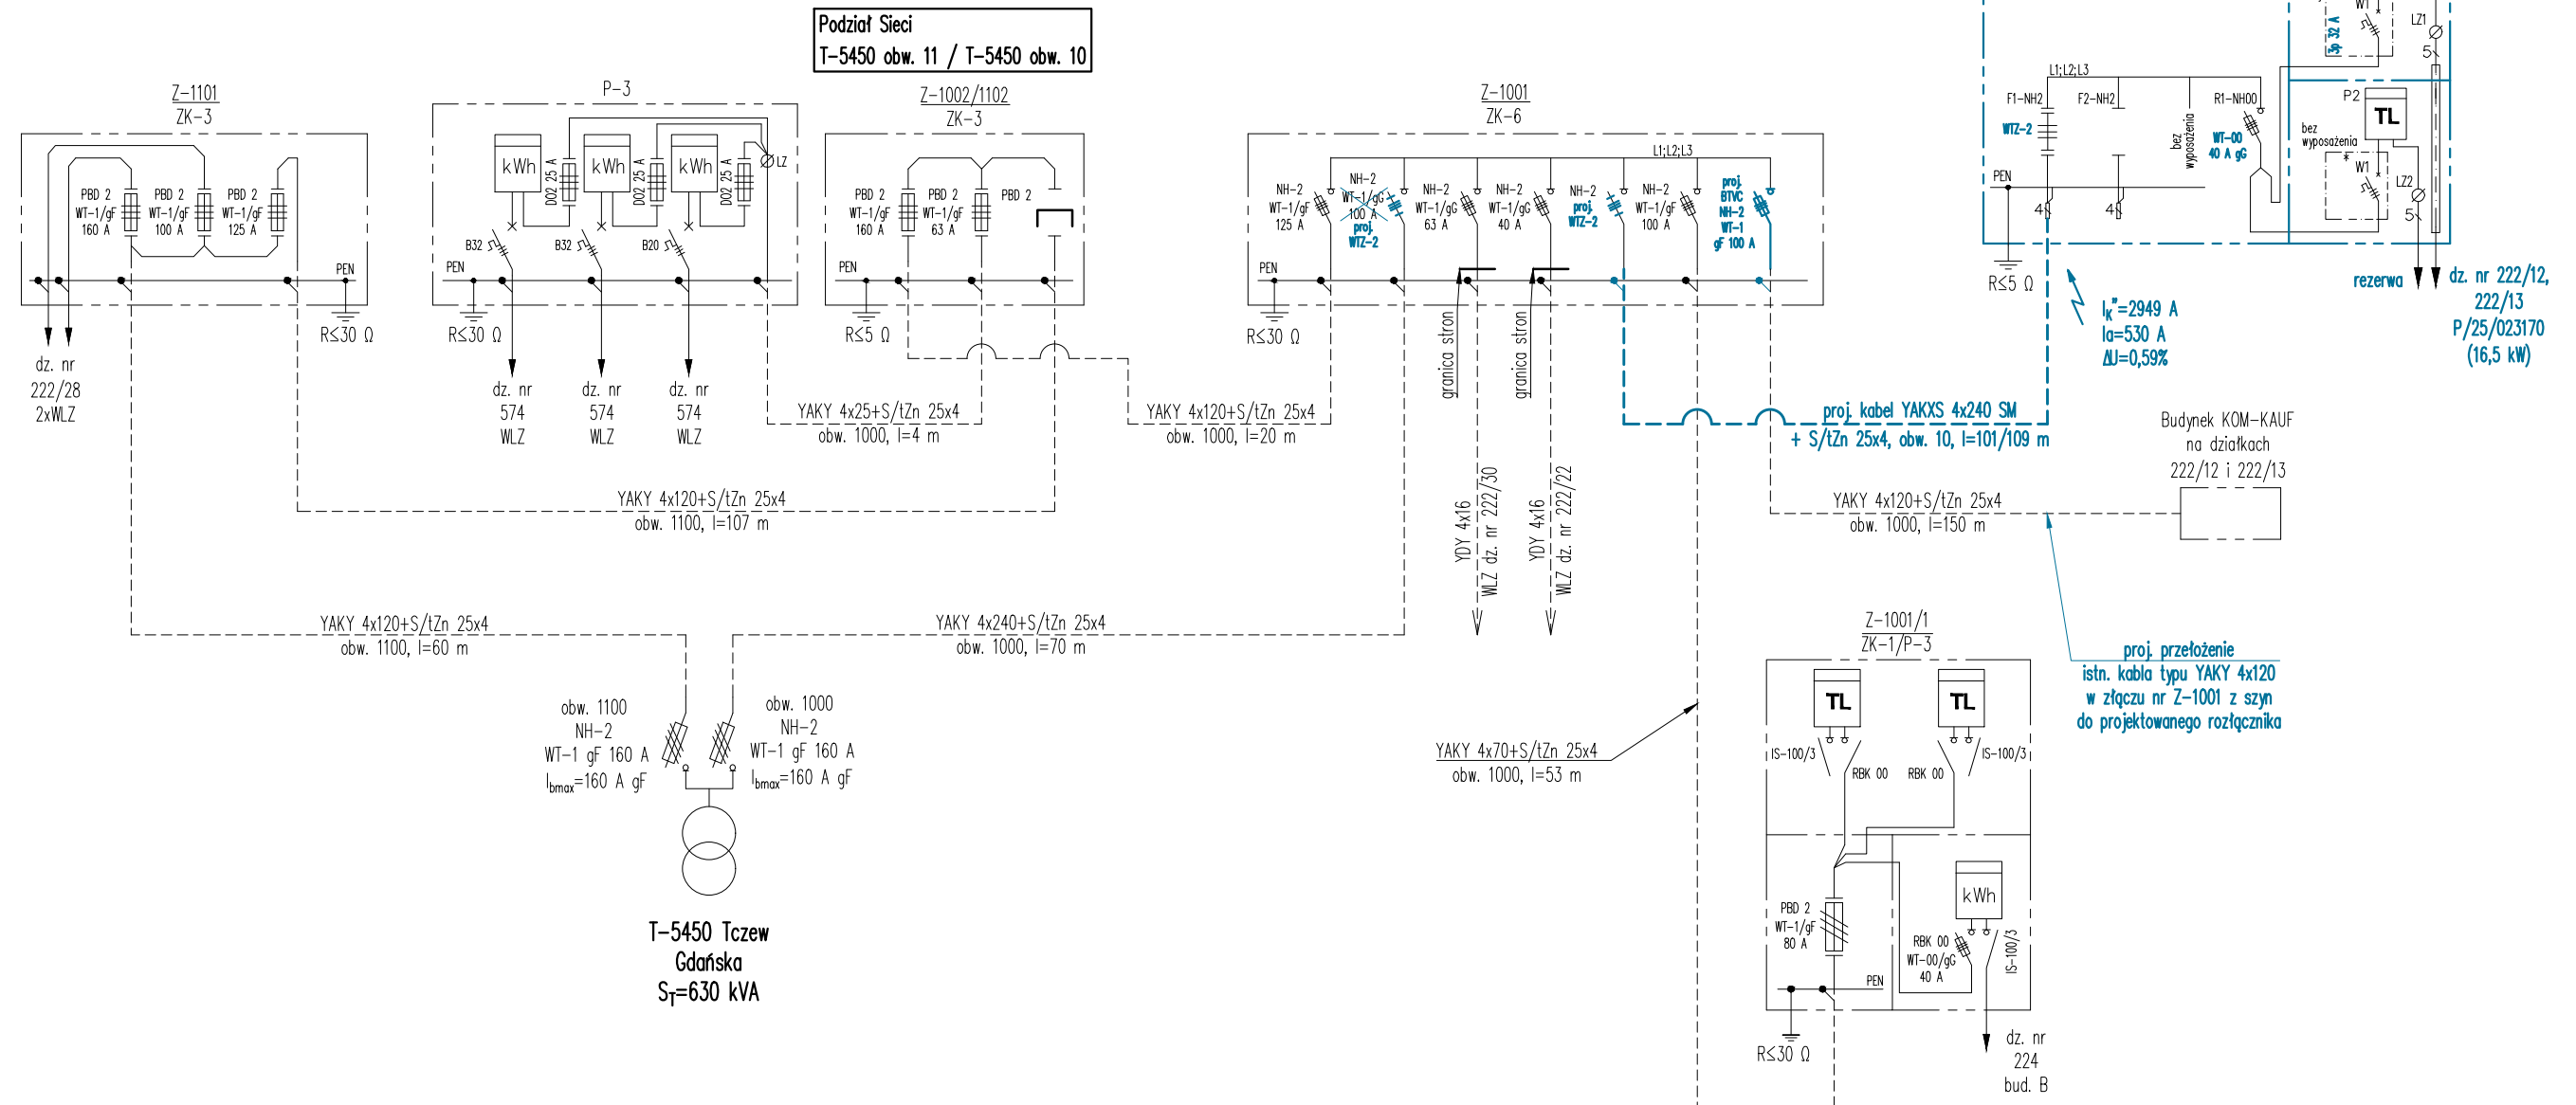 Podział Sieci
T-5450 obw. 11 / T-5450 obw. 10
Z-1101
ZK-3
PBD 2
WT-1/gF
160 A
PBD 2
WT-1/gF
100 A
PBD 2
WT-1/gF
125 A
PEN
R≤30 Ω
dz. nr
222/28
2xWLZ
P-3
kWh
DO2 25 A
kWh
DO2 25 A
kWh
DO2 25 A
LZ
B32
B32
B20
PEN
R≤30 Ω
dz. nr
574
WLZ
dz. nr
574
WLZ
dz. nr
574
WLZ
Z-1002/1102
ZK-3
PBD 2
WT-1/gF
160 A
PBD 2
WT-1/gF
63 A
PBD 2
PEN
R≤5 Ω
YAKY 4x25+S/tZn 25x4
obw. 1000, l=4 m
YAKY 4x120+S/tZn 25x4
obw. 1000, l=20 m
YAKY 4x120+S/tZn 25x4
obw. 1100, l=107 m
Z-1001
ZK-6
L1;L2;L3
NH-2
WT-1/gF
125 A
NH-2
WT-1/gG
100 A
proj.
WTZ-2
NH-2
WT-1/gG
63 A
NH-2
WT-1/gG
40 A
NH-2
proj.
WTZ-2
NH-2
WT-1/gF
100 A
proj.
BTVC
NH-2
WT-1
gF 100 A
PEN
R≤30 Ω
granica stron
granica stron
YDY 4x16
WLZ dz. nr 222/30
YDY 4x16
WLZ dz. nr 222/22
L1;L2;L3
F1-NH2
WTZ-2
F2-NH2
bez
wyposażenia
R1-NH00
WT-00
40 A gG
PEN
4
4
R≤5 Ω
W1
3p 32 A
LZ1
5
P2
TL
bez
wyposażenia
* W1
LZ2
5
rezerwa
dz. nr 222/12,
222/13
P/25/023170
(16,5 kW)
IK"=2949 A
Ia=530 A
ΔU=0,59%
proj. kabel YAKXS 4x240 SM
+ S/tZn 25x4, obw. 10, l=101/109 m
Budynek KOM-KAUF
na działkach
222/12 i 222/13
YAKY 4x120+S/tZn 25x4
obw. 1000, l=150 m
proj. przełożenie
istn. kabla typu YAKY 4x120
w złączu nr Z-1001 z szyn
do projektowanego rozłącznika
YAKY 4x120+S/tZn 25x4
obw. 1100, l=60 m
YAKY 4x240+S/tZn 25x4
obw. 1000, l=70 m
obw. 1100
NH-2
WT-1 gF 160 A
Ibmax=160 A gF
obw. 1000
NH-2
WT-1 gF 160 A
Ibmax=160 A gF
T-5450 Tczew
Gdańska
ST=630 kVA
YAKY 4x70+S/tZn 25x4
obw. 1000, l=53 m
Z-1001/1
ZK-1/P-3
TL
TL
IS-100/3
RBK 00
RBK 00
IS-100/3
PBD 2
WT-1/gF
80 A
kWh
RBK 00
WT-00/gG
40 A
IS-100/3
PEN
R≤30 Ω
dz. nr
224
bud. B